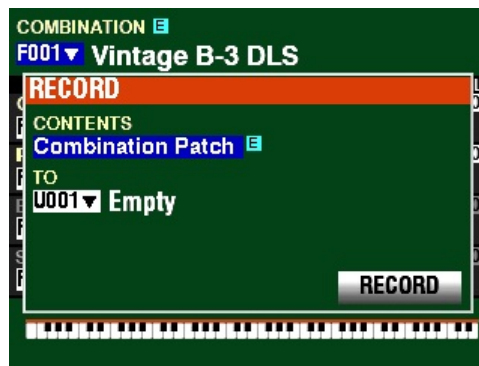 COMBINATION E
F001▼ Vintage B-3 DLS
RECORD
CONTENTS
Combination Patch E
TO
U001▼ Empty
RECORD